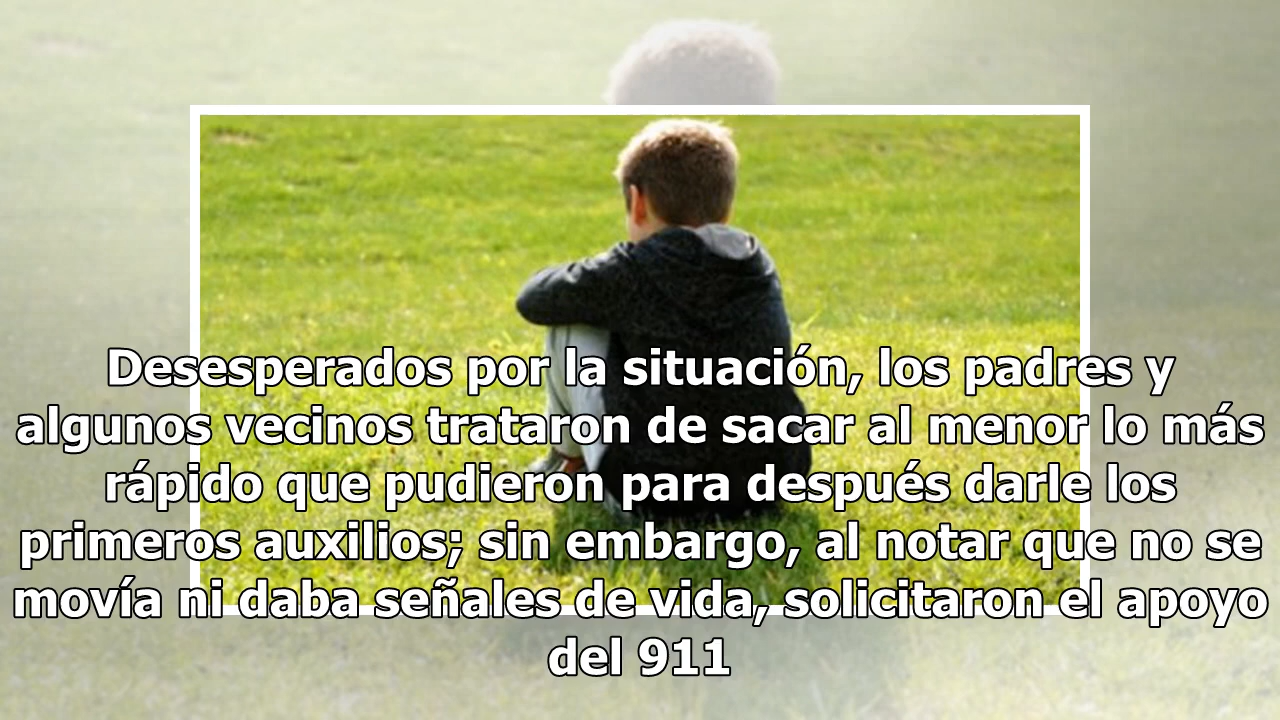 Desesperados por la situación, los padres y
algunos vecinos trataron de sacar al menor lo más
rápido que pudieron para después darle los
primeros auxilios; sin embargo, al notar que no se
movía ni daba señales de vida, solicitaron el apoyo
del 911